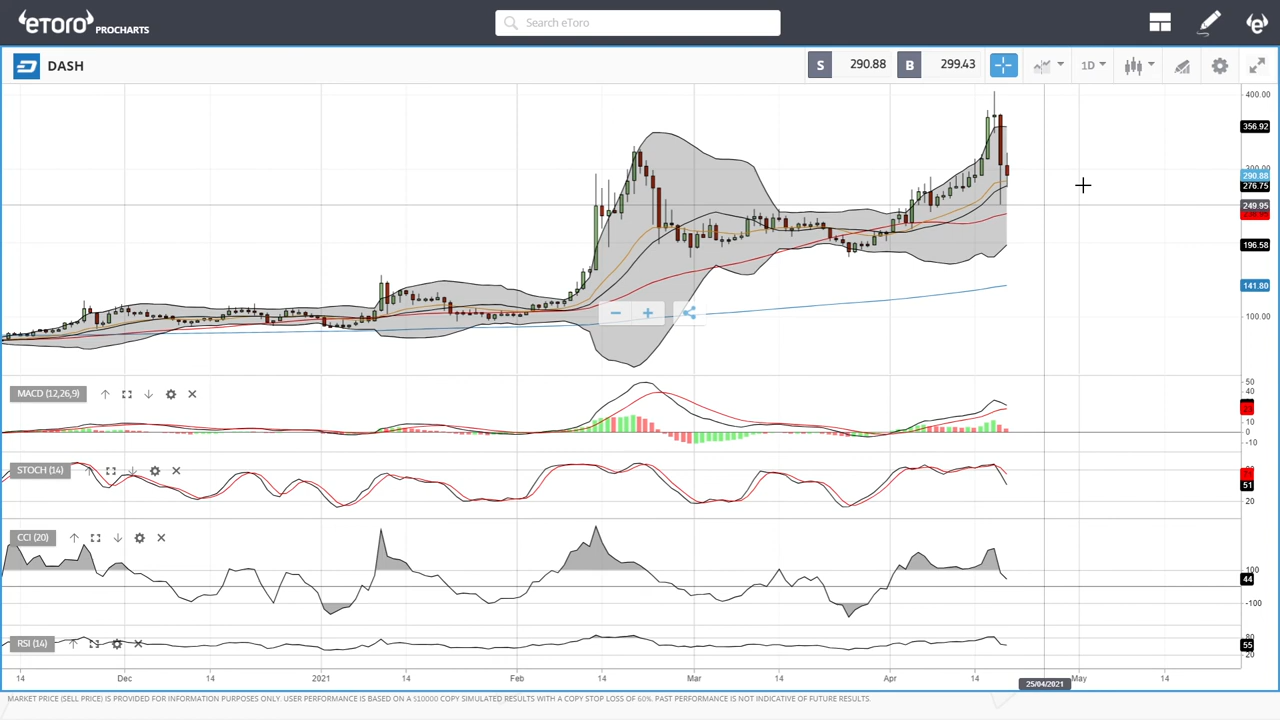 eToro PROCHARTS
Search eToro
DASH
S 290.88 B 299.43
1D
400.00
356.92
300.00
290.88
276.75
249.95
196.58
141.80
100.00
MACD (12,26,9)
50
40
10
0
-10
STOCH (14)
51
20
CCI (20)
100
44
-100
RSI (14)
80
55
20
14 Dec 14 2021 14 Feb 14 Mar 14 Apr 14 May 14
25/04/2021
MARKET PRICE (SELL PRICE) IS PROVIDED FOR INFORMATION PURPOSES ONLY. USER PERFORMANCE IS BASED ON A $10000 COPY SIMULATED RESULTS WITH A COPY STOP LOSS OF 60%. PAST PERFORMANCE IS NOT INDICATIVE OF FUTURE RESULTS.